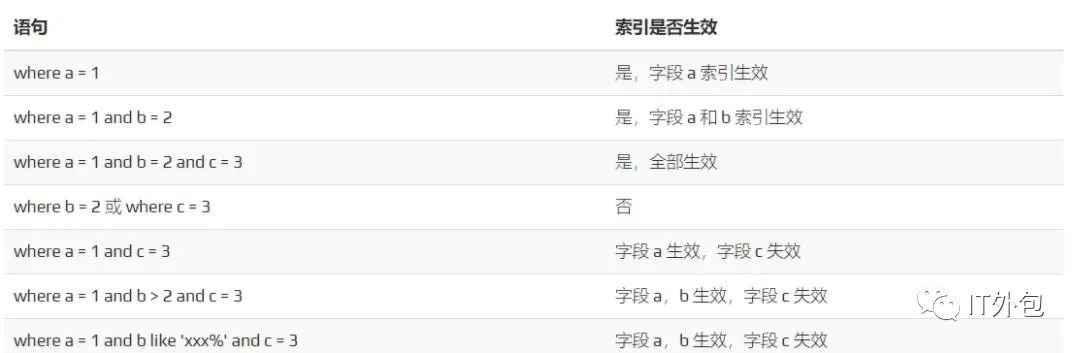 语句 索引是否生效
where a = 1 是，字段 a 索引生效
where a = 1 and b = 2 是，字段 a 和 b 索引生效
where a = 1 and b = 2 and c = 3 是，全部生效
where b = 2 或 where c = 3 否
where a = 1 and c = 3 字段 a 生效，字段 c 失效
where a = 1 and b > 2 and c = 3 字段 a，b 生效，字段 c 失效
where a = 1 and b like 'xxx%' and c = 3 字段 a，b 生效，字段 c 失效
IT外包